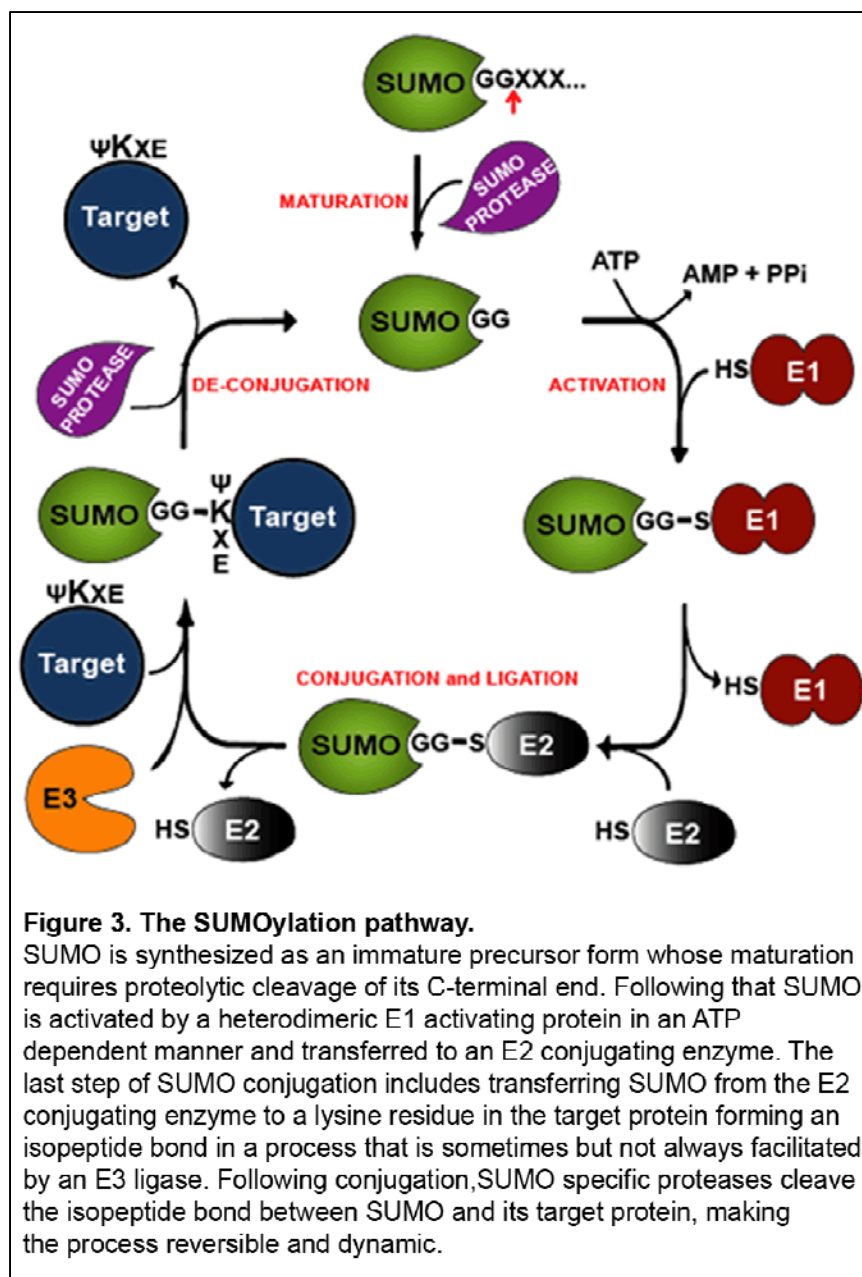 SUMO GGXXX...
ΨKXE
Target
MATURATION
SUMO
PROTEASE
ATP
AMP + PPi
SUMO GG
SUMO
PROTEASE
DE-CONJUGATION
ACTIVATION
HS E1
SUMO GG-K Target
Ψ
X
E
SUMO GG-S E1
ΨKXE
Target
CONJUGATION and LIGATION
HS E1
SUMO GG-S E2
E3
HS E2
HS E2
Figure 3. The SUMOylation pathway.
SUMO is synthesized as an immature precursor form whose maturation
requires proteolytic cleavage of its C-terminal end. Following that SUMO
is activated by a heterodimeric E1 activating protein in an ATP
dependent manner and transferred to an E2 conjugating enzyme. The
last step of SUMO conjugation includes transferring SUMO from the E2
conjugating enzyme to a lysine residue in the target protein forming an
isopeptide bond in a process that is sometimes but not always facilitated
by an E3 ligase. Following conjugation,SUMO specific proteases cleave
the isopeptide bond between SUMO and its target protein, making
the process reversible and dynamic.